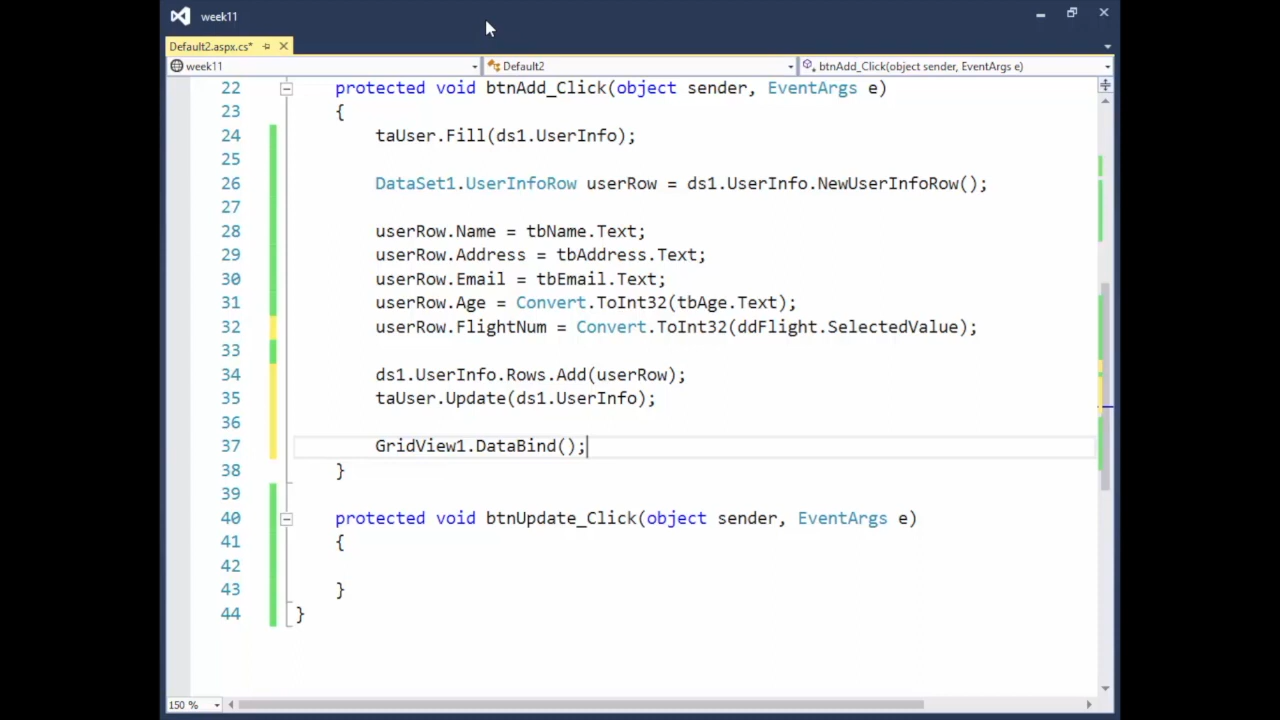 week11
Default2.aspx.cs*
week11
Default2
btnAdd_Click(object sender, EventArgs e)
22 protected void btnAdd_Click(object sender, EventArgs e)
23 {
24 taUser.Fill(ds1.UserInfo);
25
26 DataSet1.UserInfoRow userRow = ds1.UserInfo.NewUserInfoRow();
27
28 userRow.Name = tbName.Text;
29 userRow.Address = tbAddress.Text;
30 userRow.Email = tbEmail.Text;
31 userRow.Age = Convert.ToInt32(tbAge.Text);
32 userRow.FlightNum = Convert.ToInt32(ddFlight.SelectedValue);
33
34 ds1.UserInfo.Rows.Add(userRow);
35 taUser.Update(ds1.UserInfo);
36
37 GridView1.DataBind();
38 }
39
40 protected void btnUpdate_Click(object sender, EventArgs e)
41 {
42
43 }
44 }
150 %